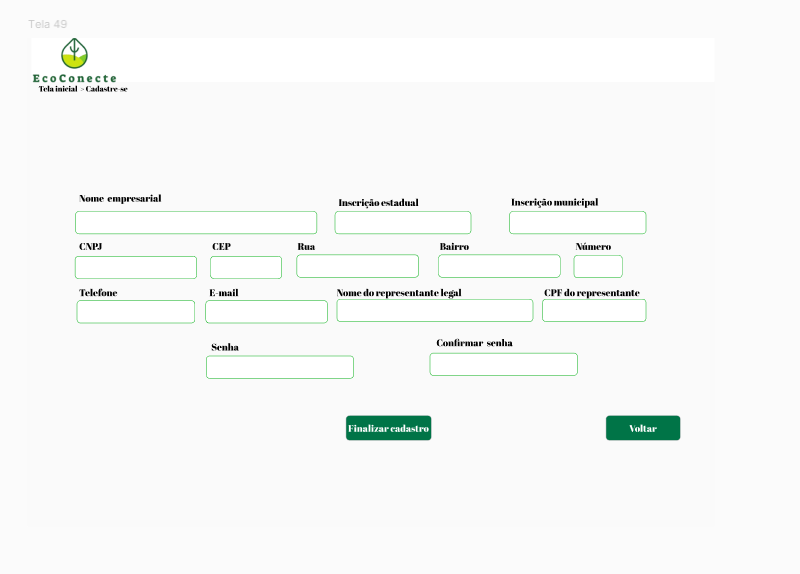 Tela 49
EcoConecte
Tela inicial > Cadastre-se
Nome empresarial
Inscrição estadual
Inscrição municipal
CNPJ
CEP
Rua
Bairro
Número
Telefone
E-mail
Nome do representante legal
CPF do representante
Senha
Confirmar senha
Finalizar cadastro
Voltar